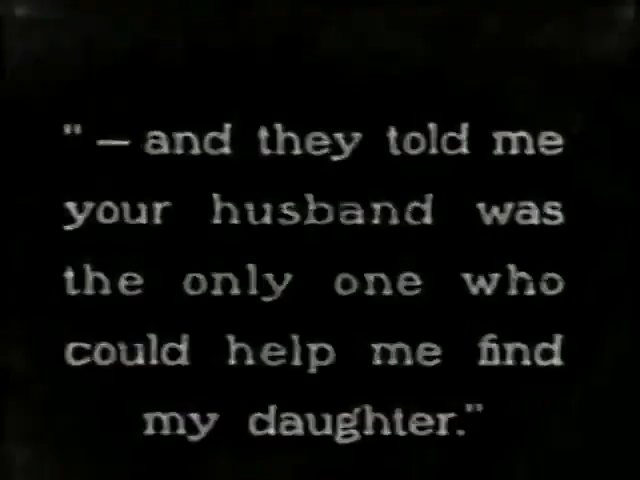 "— and they told me
your husband was
the only one who
could help me find
my daughter."